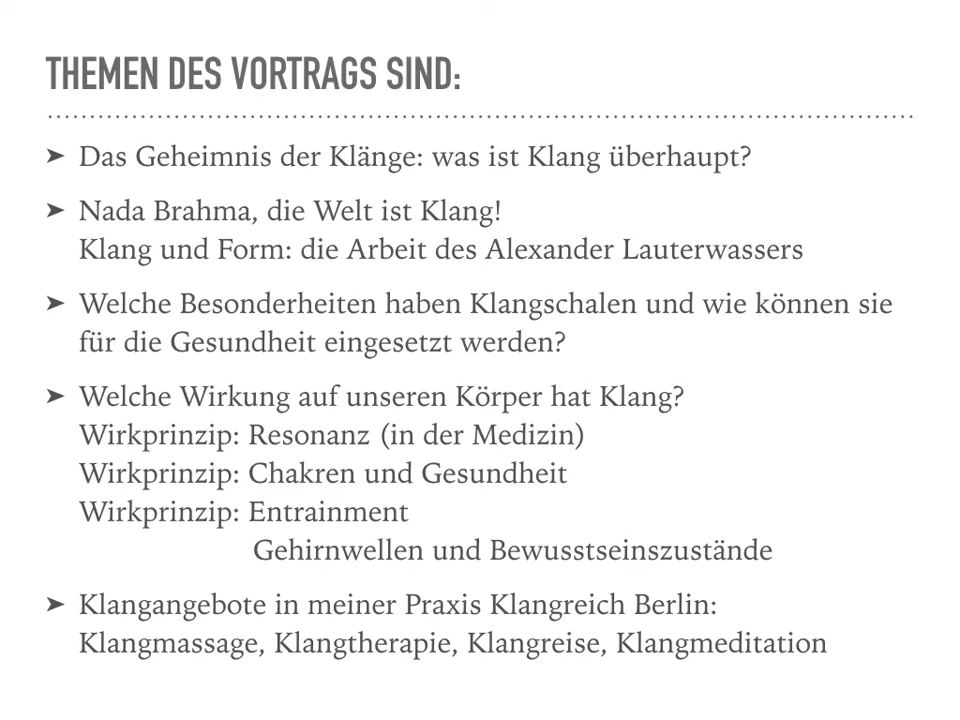 THEMEN DES VORTRAGS SIND:
➤ Das Geheimnis der Klänge: was ist Klang überhaupt?
➤ Nada Brahma, die Welt ist Klang!
Klang und Form: die Arbeit des Alexander Lauterwassers
➤ Welche Besonderheiten haben Klangschalen und wie können sie
für die Gesundheit eingesetzt werden?
➤ Welche Wirkung auf unseren Körper hat Klang?
Wirkprinzip: Resonanz (in der Medizin)
Wirkprinzip: Chakren und Gesundheit
Wirkprinzip: Entrainment
Gehirnwellen und Bewusstseinszustände
➤ Klangangebote in meiner Praxis Klangreich Berlin:
Klangmassage, Klangtherapie, Klangreise, Klangmeditation